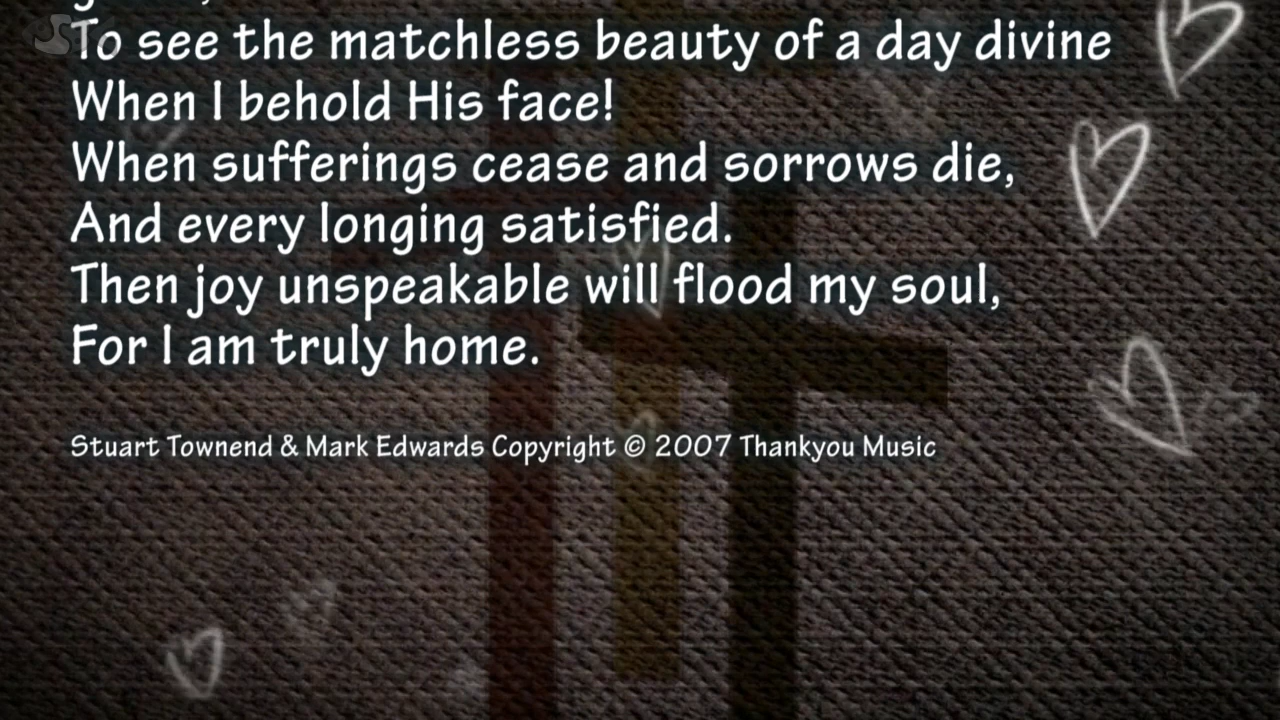 To see the matchless beauty of a day divine
When I behold His face!
When sufferings cease and sorrows die,
And every longing satisfied.
Then joy unspeakable will flood my soul,
For I am truly home.
Stuart Townend & Mark Edwards Copyright © 2007 Thankyou Music